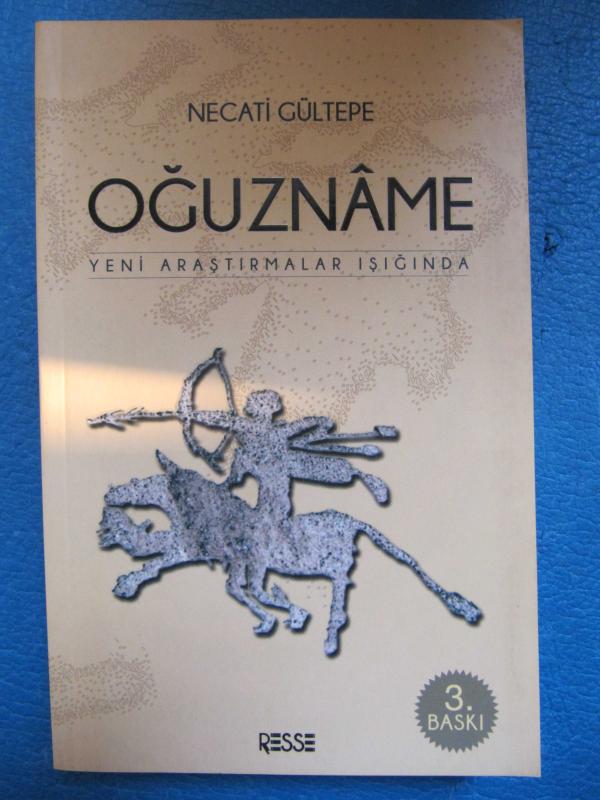 NECATİ GÜLTEPE
OĞUZNÂME
YENİ ARAŞTIRMALAR IŞIĞINDA
3.
BASKI
RESSE